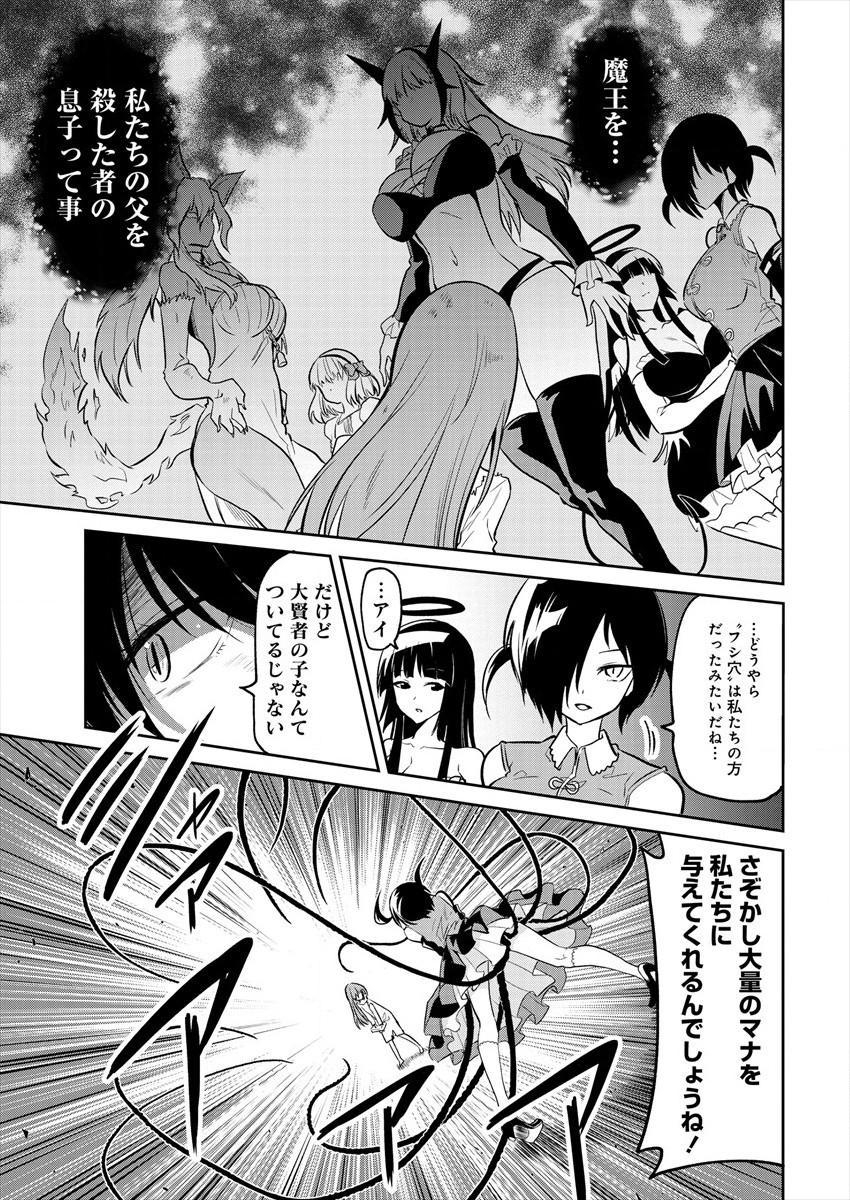 魔王を…
私たちの父を
殺した者の
息子って事
…どうやら
〝フシ穴〟は私たちの方
だったみたいだね…
…アイ
だけど
大賢者の子なんて
ついてるじゃない
さぞかし大量のマナを
私たちに
与えてくれるんでしょうね！
ズアアアア